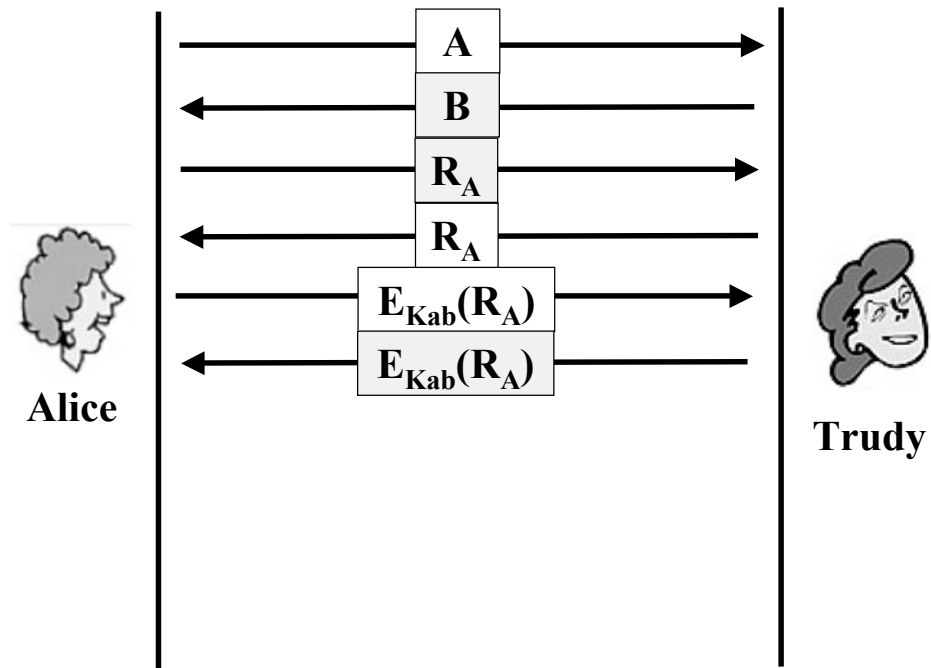 A
B
R_A
R_A
E_Kab(R_A)
E_Kab(R_A)
Alice
Trudy